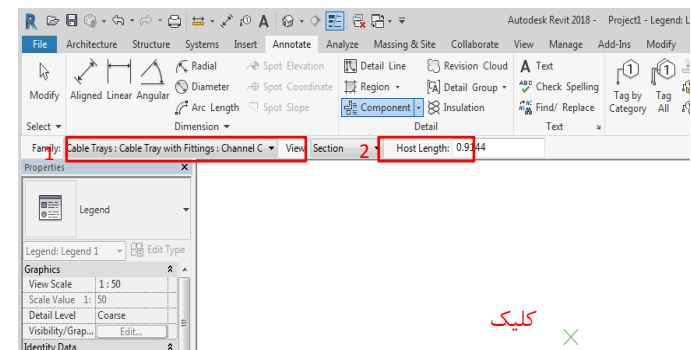 Autodesk Revit 2018 - Project1 - Legend: L
File Architecture Structure Systems Insert Annotate Analyze Massing & Site Collaborate View Manage Add-Ins Modify
Modify Aligned Linear Angular Radial Spot Elevation Detail Line Revision Cloud A Text Tag by Category Tag All
Diameter Spot Coordinate Region Detail Group ABC Check Spelling
Arc Length Spot Slope Component Insulation Find/ Replace
Select Dimension Detail Text
1 Family: Cable Trays : Cable Tray with Fittings : Channel C View: Section 2 Host Length: 0.9144
Properties X
Legend
Legend: Legend 1 Edit Type
Graphics
View Scale 1 : 50
Scale Value 1: 50
Detail Level Coarse
Visibility/Grap... Edit...
Identity Data
کلیک